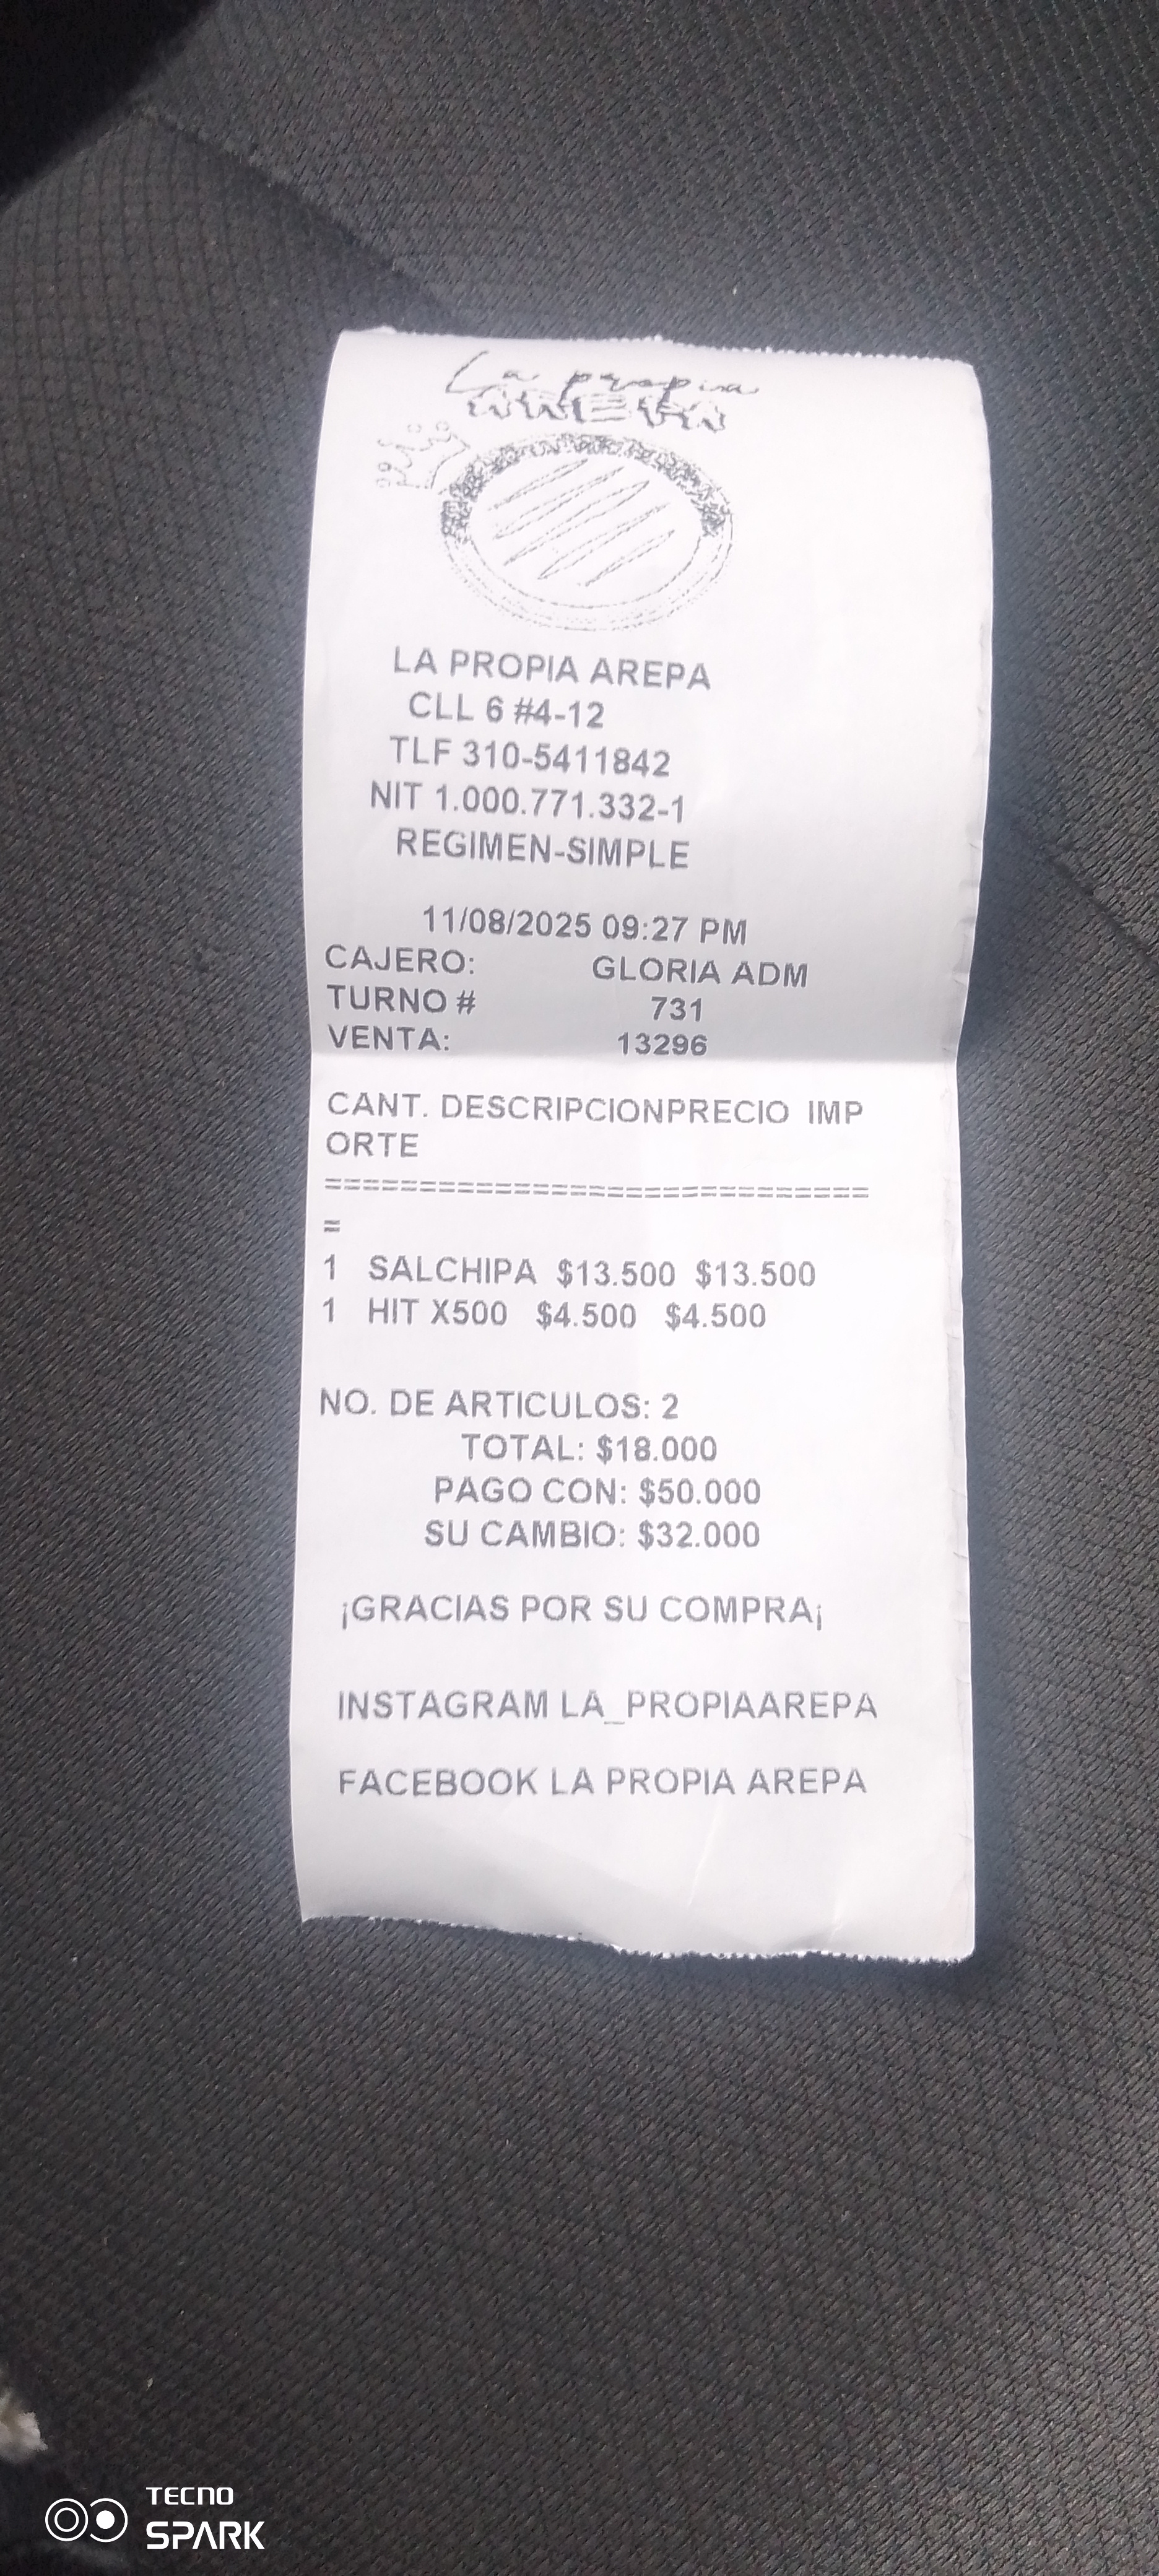 La propia
AREPA
LA PROPIA AREPA
CLL 6 #4-12
TLF 310-5411842
NIT 1.000.771.332-1
REGIMEN-SIMPLE
11/08/2025 09:27 PM
CAJERO: GLORIA ADM
TURNO # 731
VENTA: 13296
CANT. DESCRIPCIONPRECIO IMP
ORTE
=============================
=
1 SALCHIPA $13.500 $13.500
1 HIT X500 $4.500 $4.500
NO. DE ARTICULOS: 2
TOTAL: $18.000
PAGO CON: $50.000
SU CAMBIO: $32.000
¡GRACIAS POR SU COMPRA¡
INSTAGRAM LA_PROPIAAREPA
FACEBOOK LA PROPIA AREPA
TECNO
SPARK